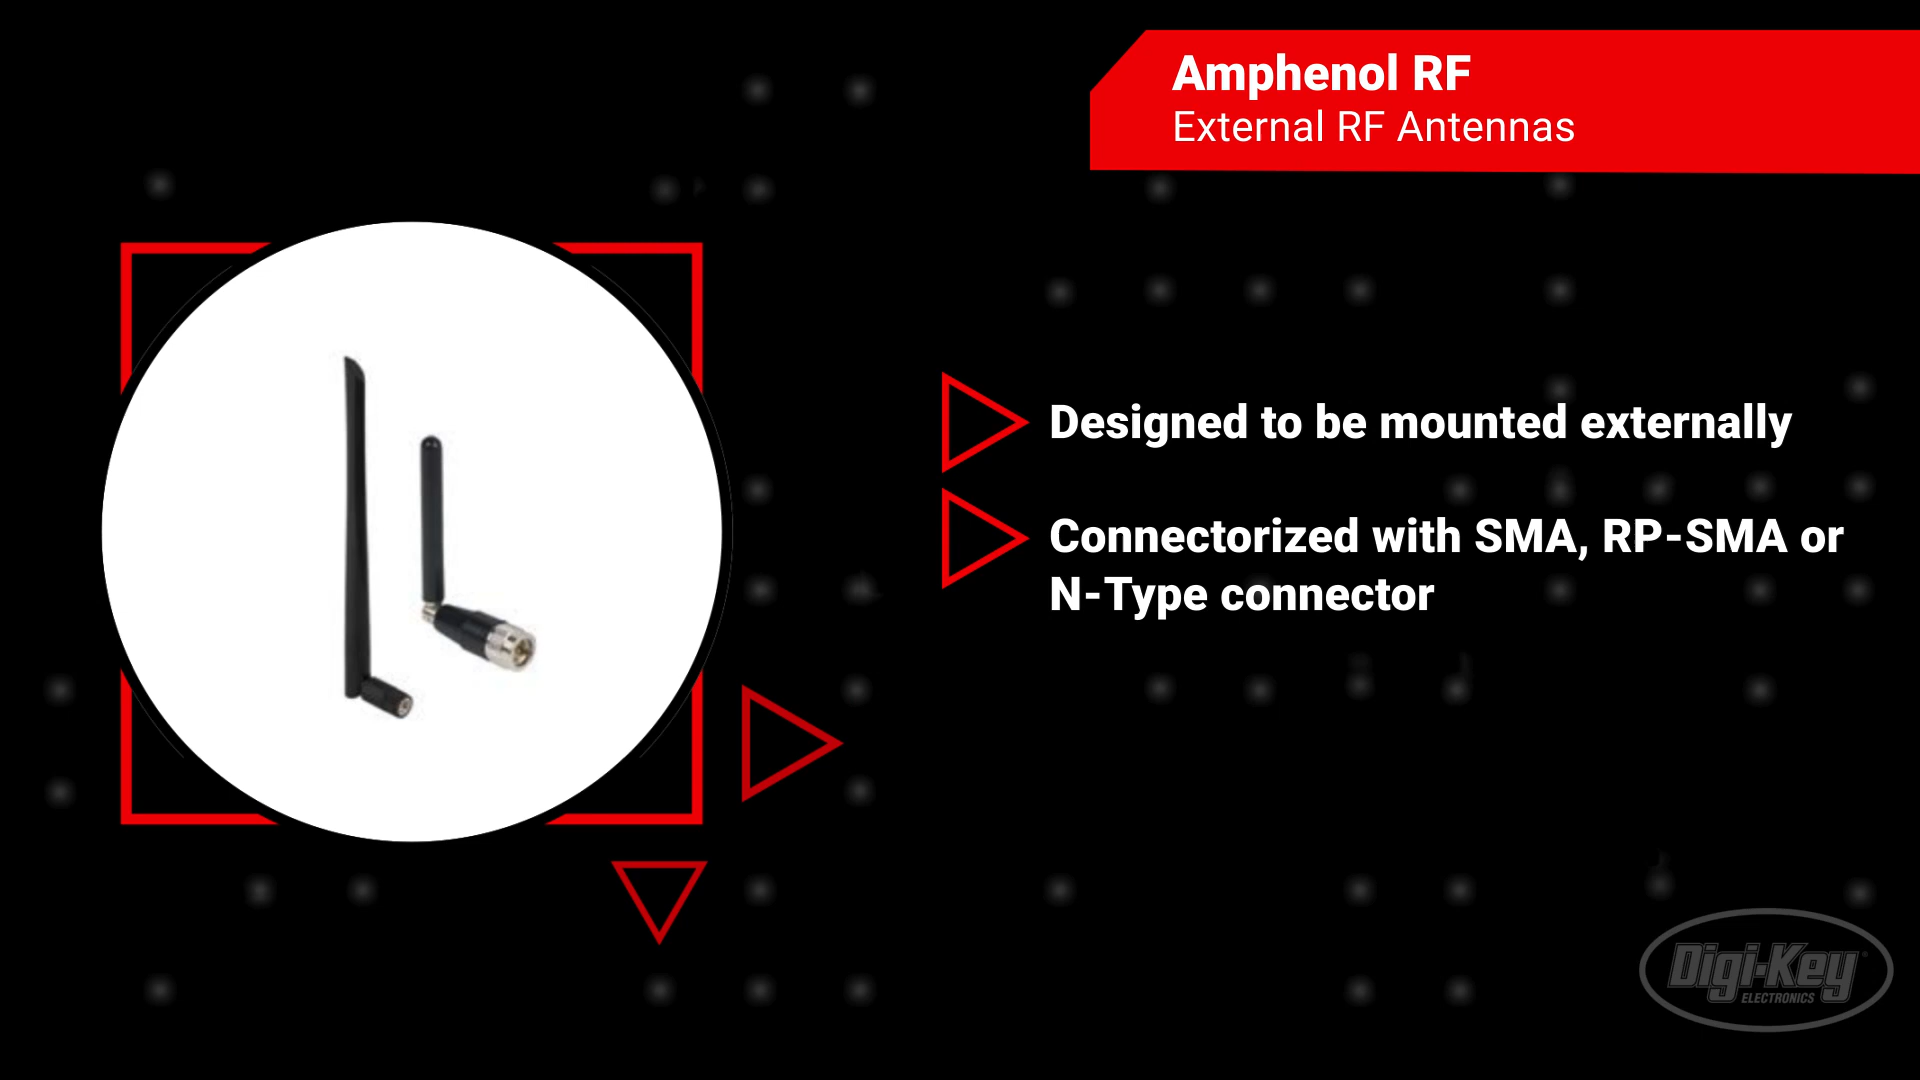 Amphenol RF
External RF Antennas
Designed to be mounted externally
Connectorized with SMA, RP-SMA or
N-Type connector
Digi-Key
ELECTRONICS